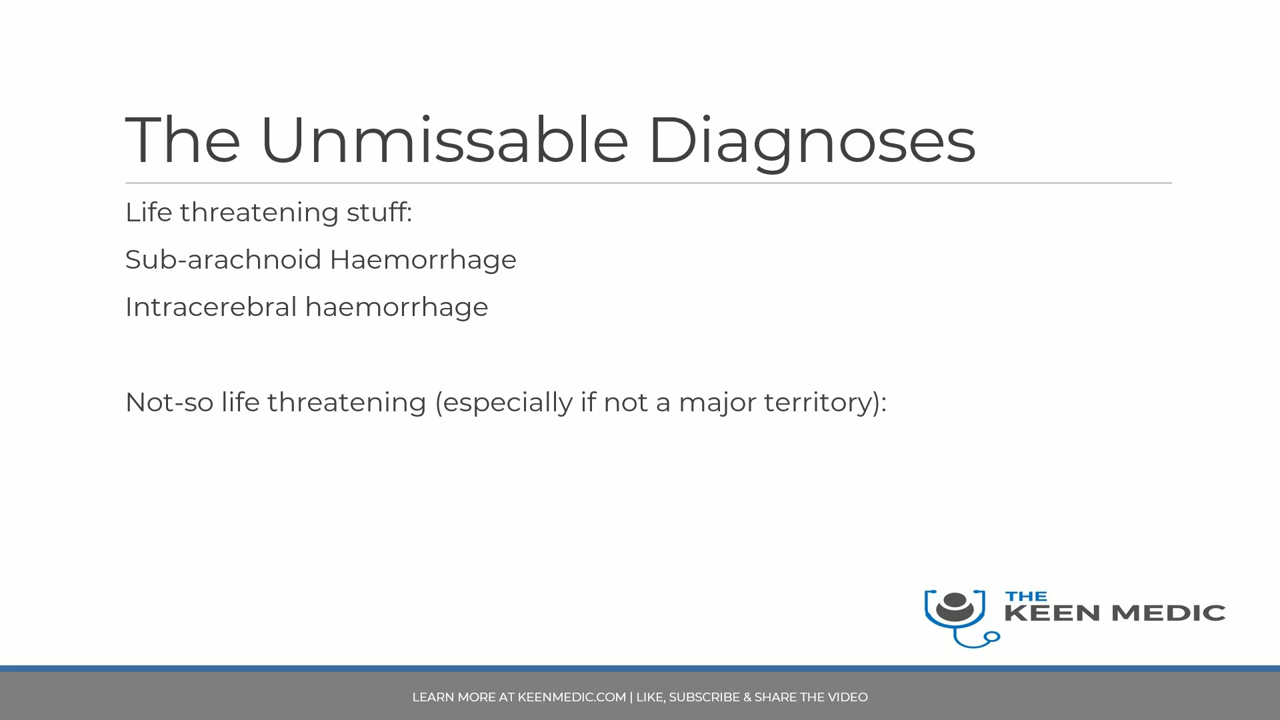 The Unmissable Diagnoses
Life threatening stuff:
Sub-arachnoid Haemorrhage
Intracerebral haemorrhage
Not-so life threatening (especially if not a major territory):
THE
KEEN MEDIC
LEARN MORE AT KEENMEDIC.COM | LIKE, SUBSCRIBE & SHARE THE VIDEO